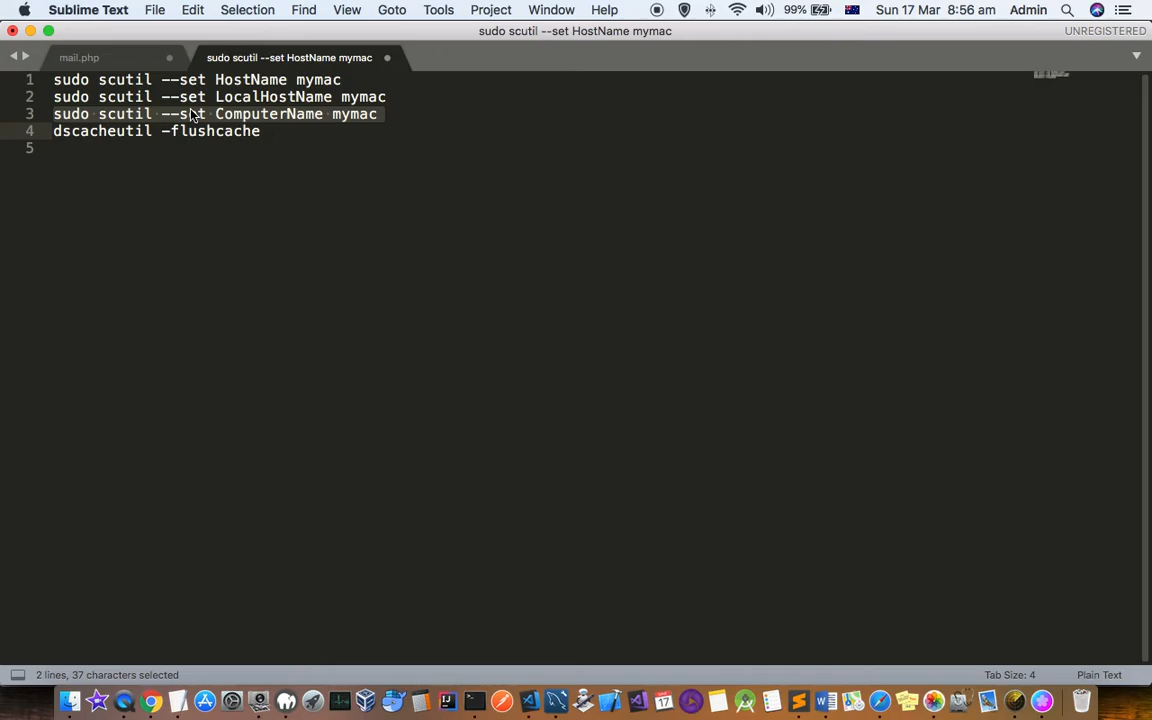 Sublime Text File Edit Selection Find View Goto Tools Project Window Help 99% Sun 17 Mar 8:56 am Admin
sudo scutil --set HostName mymac UNREGISTERED
mail.php sudo scutil --set HostName mymac
1 sudo scutil --set HostName mymac
2 sudo scutil --set LocalHostName mymac
3 sudo scutil --set ComputerName mymac
4 dscacheutil -flushcache
5
2 lines, 37 characters selected Tab Size: 4 Plain Text
17